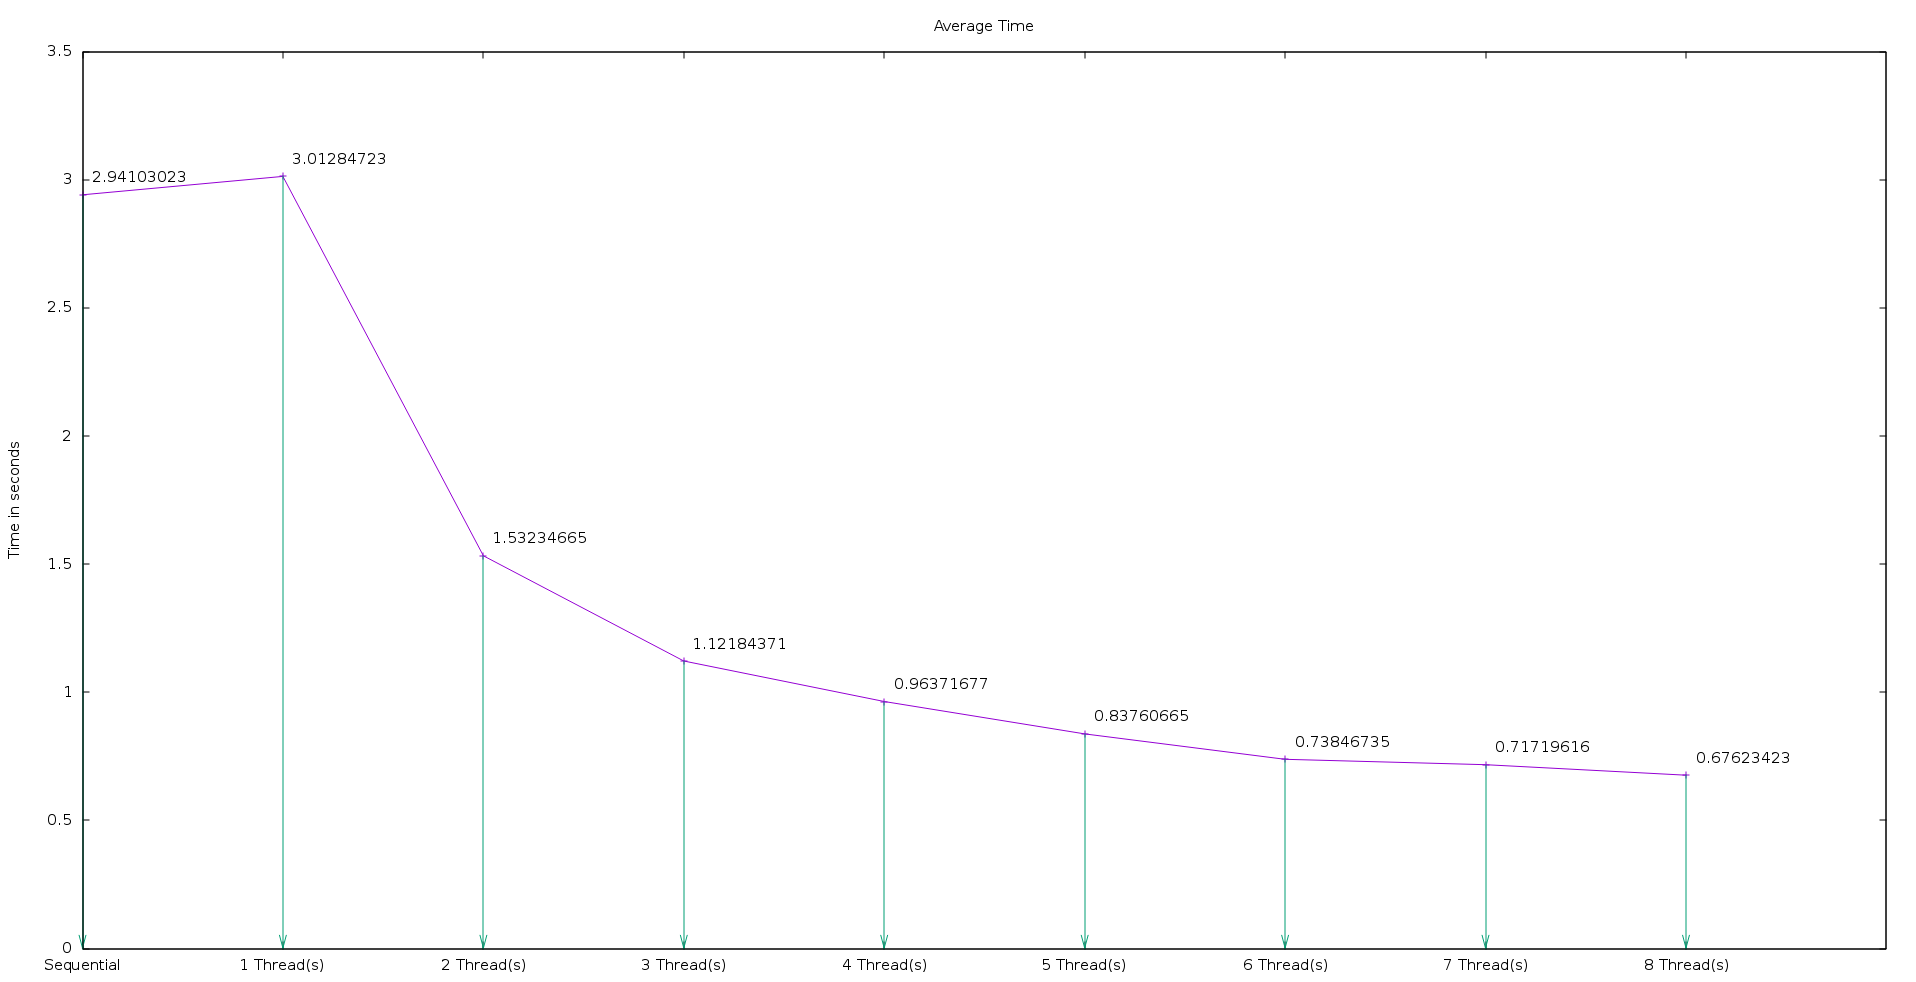 Average Time
3.5
3
2.5
2
1.5
1
0.5
0
Time in seconds
2.94103023
3.01284723
1.53234665
1.12184371
0.96371677
0.83760665
0.73846735
0.71719616
0.67623423
Sequential
1 Thread(s)
2 Thread(s)
3 Thread(s)
4 Thread(s)
5 Thread(s)
6 Thread(s)
7 Thread(s)
8 Thread(s)